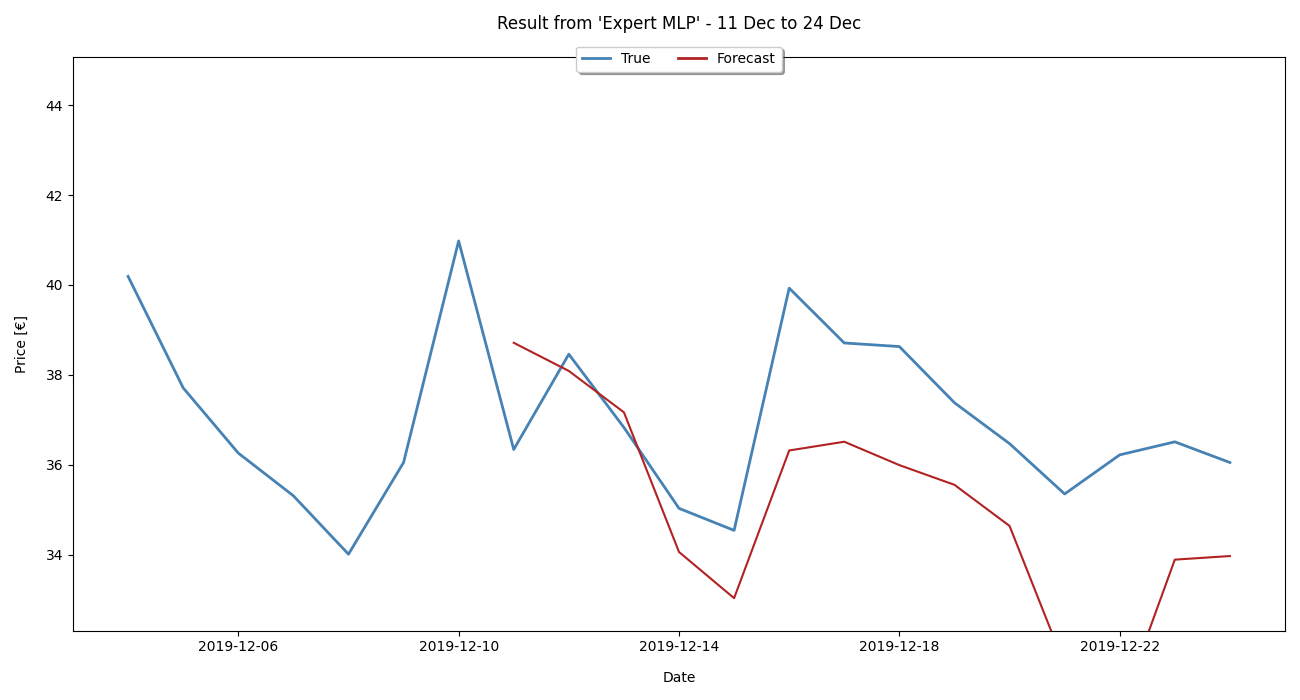 Result from 'Expert MLP' - 11 Dec to 24 Dec
True Forecast
44
42
40
38
36
34
Price [€]
2019-12-06 2019-12-10 2019-12-14 2019-12-18 2019-12-22
Date